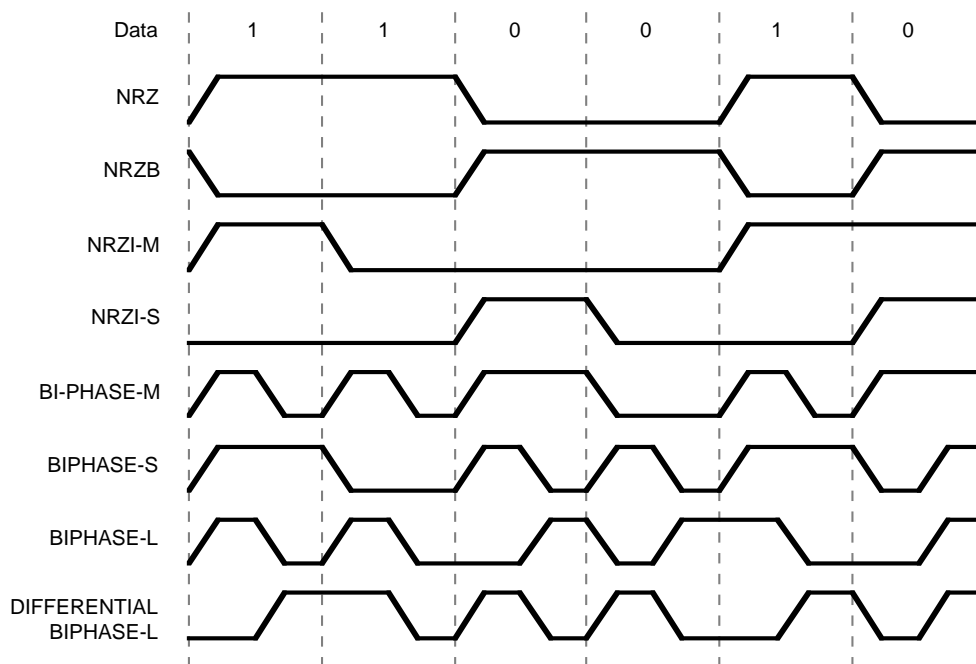 Data 1 1 0 0 1 0
NRZ
NRZB
NRZI-M
NRZI-S
BI-PHASE-M
BIPHASE-S
BIPHASE-L
DIFFERENTIAL
BIPHASE-L